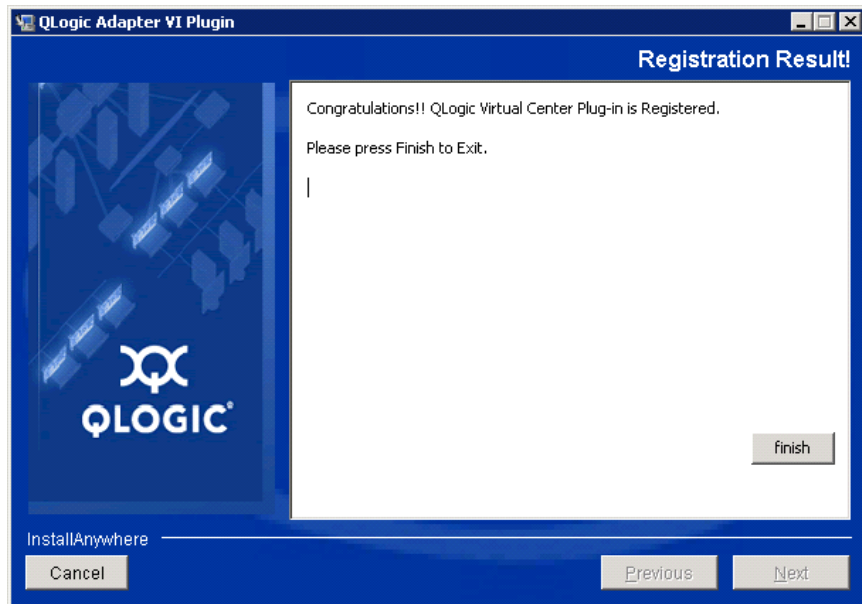 QLogic Adapter VI Plugin
Registration Result!
Congratulations!! QLogic Virtual Center Plug-in is Registered.
Please press Finish to Exit.
QLOGIC®
finish
InstallAnywhere
Cancel
Previous
Next